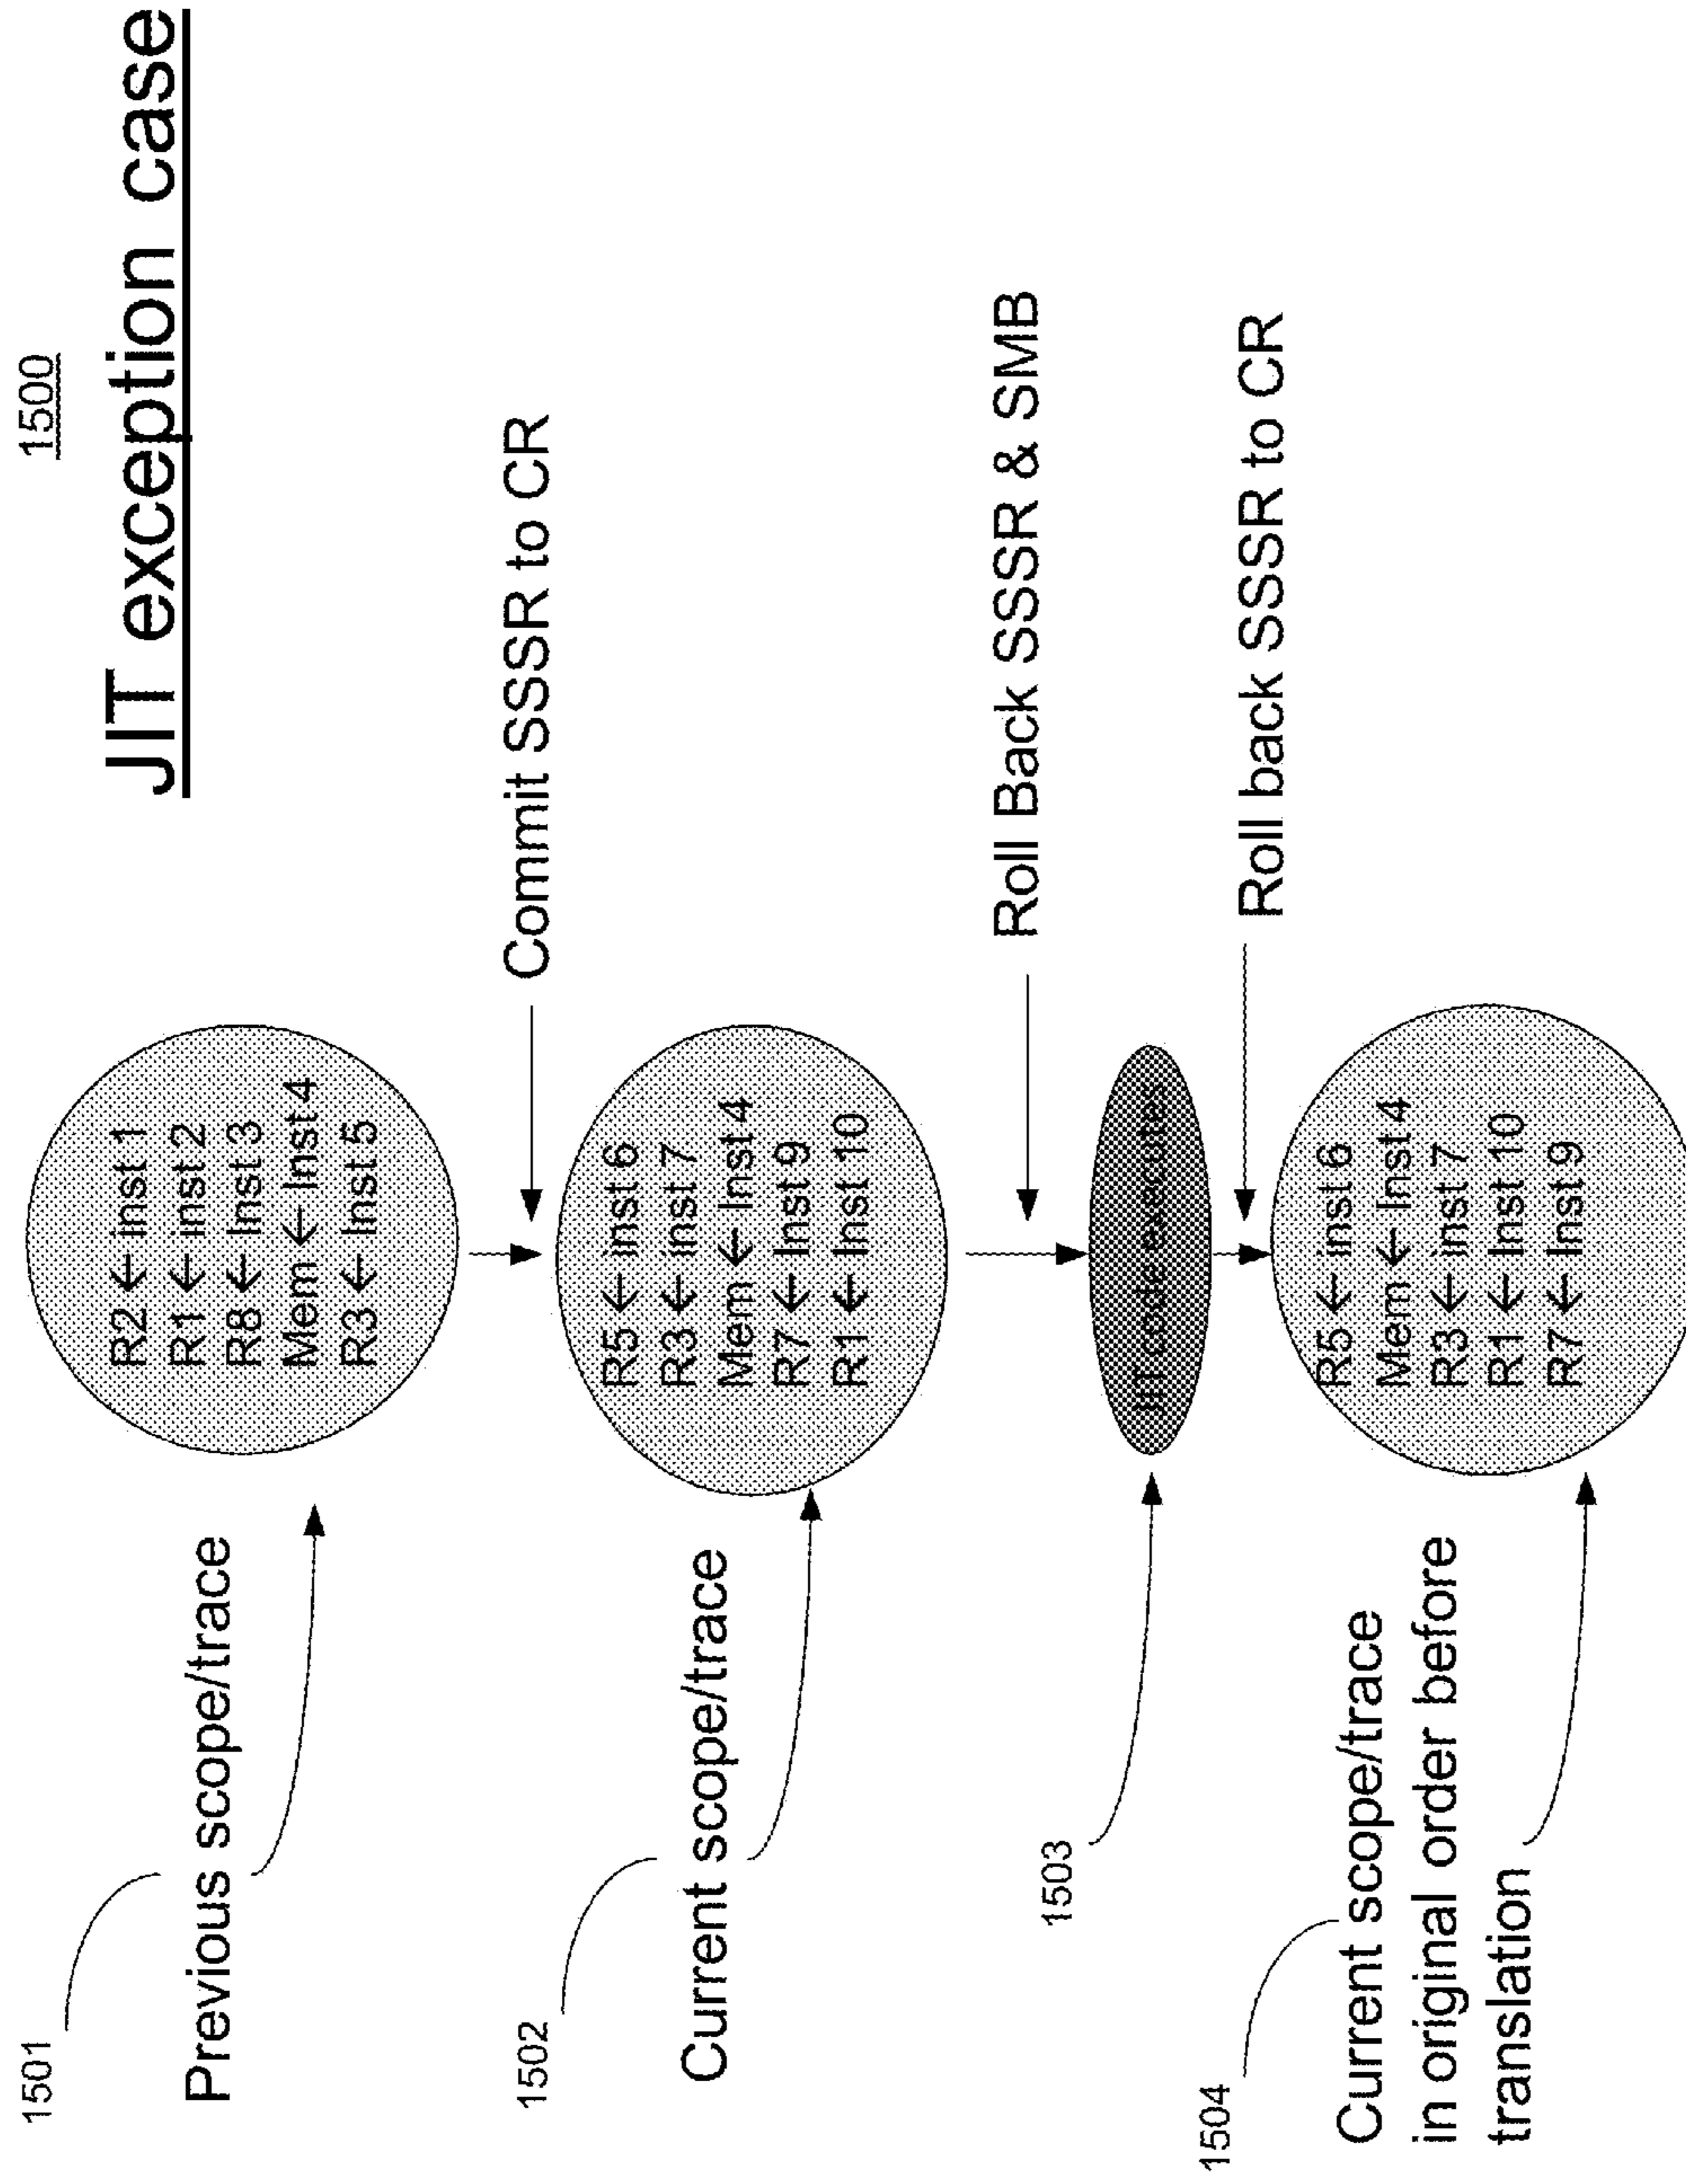 1500
JIT exception case
1501
Previous scope/trace
R2 ← inst 1
R1 ← inst 2
R8 ← Inst 3
Mem ← Inst 4
R3 ← Inst 5
Commit SSSR to CR
1502
Current scope/trace
R5 ← inst 6
R3 ← inst 7
Mem ← Inst 4
R7 ← Inst 9
R1 ← Inst 10
Roll Back SSSR & SMB
1503
JIT code executes
Roll back SSSR to CR
1504
Current scope/trace
in original order before
translation
R5 ← inst 6
Mem ← Inst 4
R3 ← inst 7
R1 ← Inst 10
R7 ← Inst 9